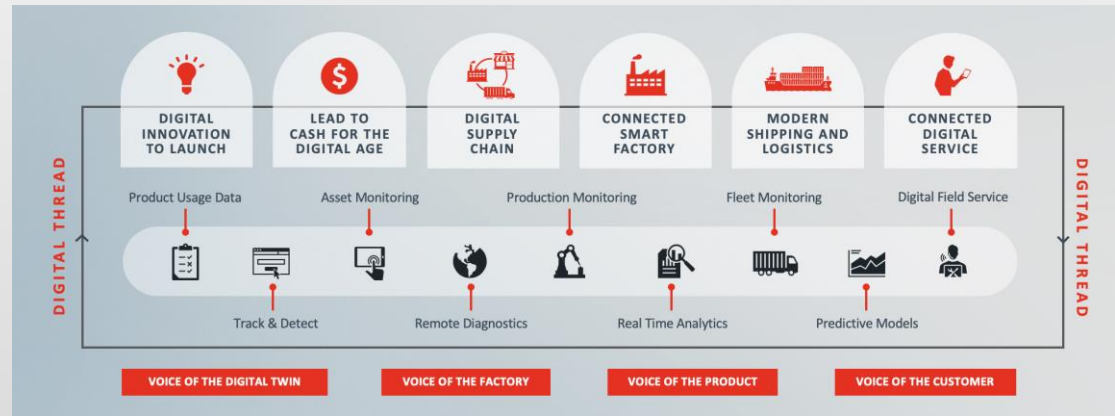 DIGITAL
INNOVATION
TO LAUNCH
$
LEAD TO
CASH FOR THE
DIGITAL AGE
DIGITAL
SUPPLY
CHAIN
CONNECTED
SMART
FACTORY
MODERN
SHIPPING AND
LOGISTICS
CONNECTED
DIGITAL
SERVICE
DIGITAL THREAD
DIGITAL THREAD
Product Usage Data
Asset Monitoring
Production Monitoring
Fleet Monitoring
Digital Field Service
Track & Detect
Remote Diagnostics
Real Time Analytics
Predictive Models
VOICE OF THE DIGITAL TWIN
VOICE OF THE FACTORY
VOICE OF THE PRODUCT
VOICE OF THE CUSTOMER